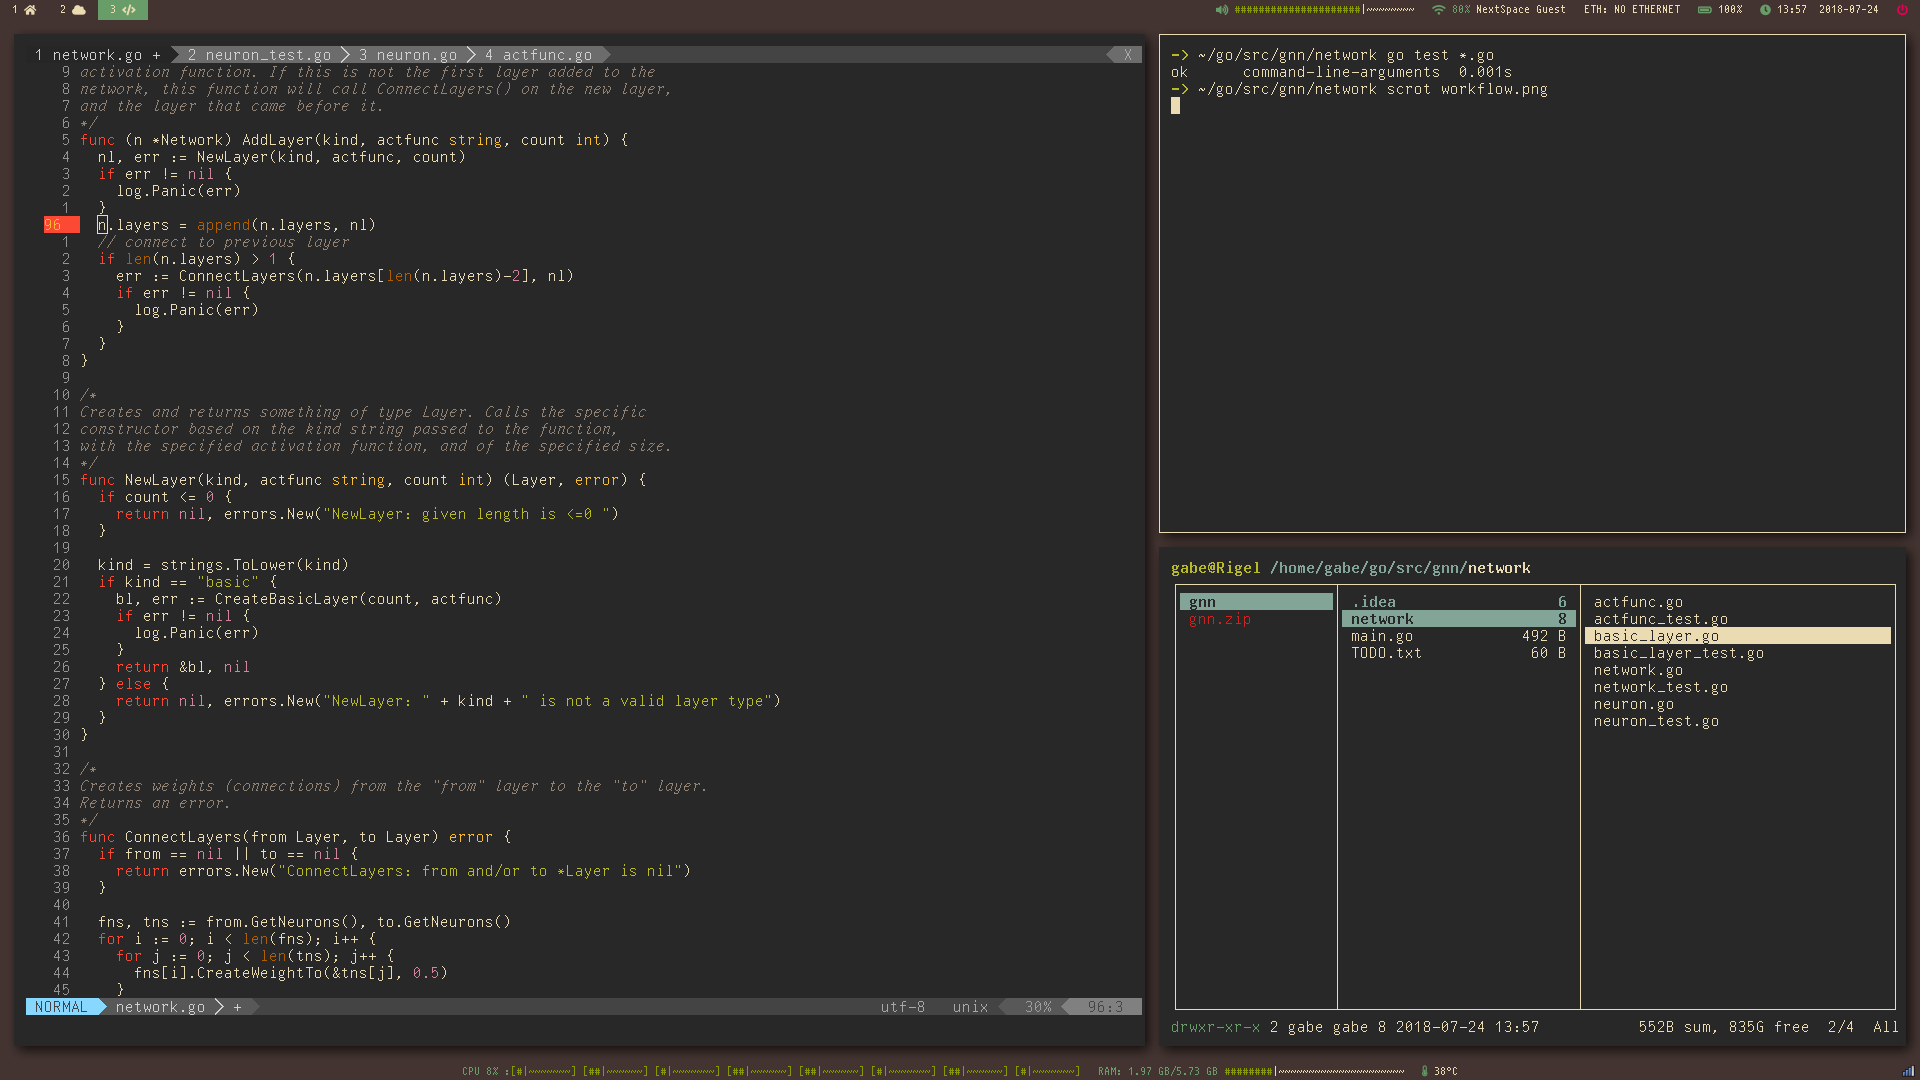 1 2 3 </>
80% NextSpace Guest ETH: NO ETHERNET 100% 13:57 2018-07-24
1 network.go + 2 neuron_test.go 3 neuron.go 4 actfunc.go X
9 activation function. If this is not the first layer added to the
8 network, this function will call ConnectLayers() on the new layer,
7 and the layer that came before it.
6 */
5 func (n *Network) AddLayer(kind, actfunc string, count int) {
4   nl, err := NewLayer(kind, actfunc, count)
3   if err != nil {
2     log.Panic(err)
1   }
96   n.layers = append(n.layers, nl)
1   // connect to previous layer
2   if len(n.layers) > 1 {
3     err := ConnectLayers(n.layers[len(n.layers)-2], nl)
4     if err != nil {
5       log.Panic(err)
6     }
7   }
8 }
9
10 /*
11 Creates and returns something of type Layer. Calls the specific
12 constructor based on the kind string passed to the function,
13 with the specified activation function, and of the specified size.
14 */
15 func NewLayer(kind, actfunc string, count int) (Layer, error) {
16   if count <= 0 {
17     return nil, errors.New("NewLayer: given length is <=0 ")
18   }
19
20   kind = strings.ToLower(kind)
21   if kind == "basic" {
22     bl, err := CreateBasicLayer(count, actfunc)
23     if err != nil {
24       log.Panic(err)
25     }
26     return &bl, nil
27   } else {
28     return nil, errors.New("NewLayer: " + kind + " is not a valid layer type")
29   }
30 }
31
32 /*
33 Creates weights (connections) from the "from" layer to the "to" layer.
34 Returns an error.
35 */
36 func ConnectLayers(from Layer, to Layer) error {
37   if from == nil || to == nil {
38     return errors.New("ConnectLayers: from and/or to *Layer is nil")
39   }
40
41   fns, tns := from.GetNeurons(), to.GetNeurons()
42   for i := 0; i < len(fns); i++ {
43     for j := 0; j < len(tns); j++ {
44       fns[i].CreateWeightTo(&tns[j], 0.5)
45     }
NORMAL network.go + utf-8 unix 30% 96:3
-> ~/go/src/gnn/network go test *.go
ok command-line-arguments 0.001s
-> ~/go/src/gnn/network scrot workflow.png
gabe@Rigel /home/gabe/go/src/gnn/network
gnn
gnn.zip
.idea 6
network 8
main.go 492 B
TODO.txt 60 B
actfunc.go
actfunc_test.go
basic_layer.go
basic_layer_test.go
network.go
network_test.go
neuron.go
neuron_test.go
drwxr-xr-x 2 gabe gabe 8 2018-07-24 13:57 552B sum, 835G free 2/4 All
CPU 8% :[#|~~~~~~~] [##|~~~~~~] [#|~~~~~~~] [##|~~~~~~] [##|~~~~~~] [#|~~~~~~~] [##|~~~~~~] [#|~~~~~~~] RAM: 1.97 GB/5.73 GB 38°C